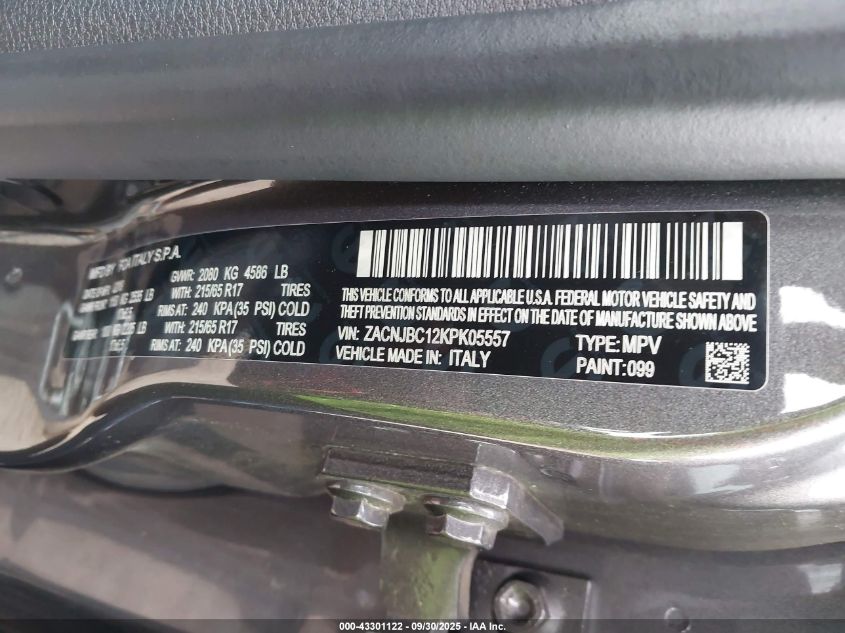 MFD BY FCA ITALY S.P.A.
GVWR: 2080 KG 4586 LB
WITH: 215/65 R17 TIRES
RIMS AT: 240 KPA(35 PSI) COLD
WITH: 215/65 R17 TIRES
RIMS AT: 240 KPA(35 PSI) COLD
THIS VEHICLE CONFORMS TO ALL APPLICABLE U.S.A. FEDERAL MOTOR VEHICLE SAFETY AND
THEFT PREVENTION STANDARDS IN EFFECT ON THE DATE OF MANUFACTURE SHOWN ABOVE
VIN: ZACNJBC12KPK05557 TYPE: MPV
VEHICLE MADE IN: ITALY PAINT: 099
000-43301122 - 09/30/2025 - IAA Inc.